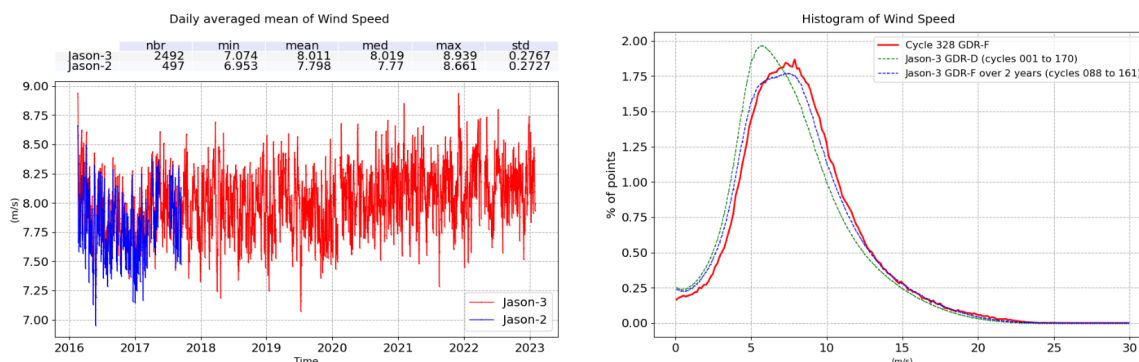 Daily averaged mean of Wind Speed
nbr min mean med max std
Jason-3 2492 7.074 8.011 8.019 8.939 0.2767
Jason-2 497 6.953 7.798 7.77 8.661 0.2727
9.00
8.75
8.50
8.25
8.00
7.75
7.50
7.25
7.00
(m/s)
Jason-3
Jason-2
2016 2017 2018 2019 2020 2021 2022 2023
Time
Histogram of Wind Speed
Cycle 328 GDR-F
Jason-3 GDR-D (cycles 001 to 170)
Jason-3 GDR-F over 2 years (cycles 088 to 161)
2.00
1.75
1.50
1.25
1.00
0.75
0.50
0.25
0.00
% of points
0 5 10 15 20 25 30
(m/s)